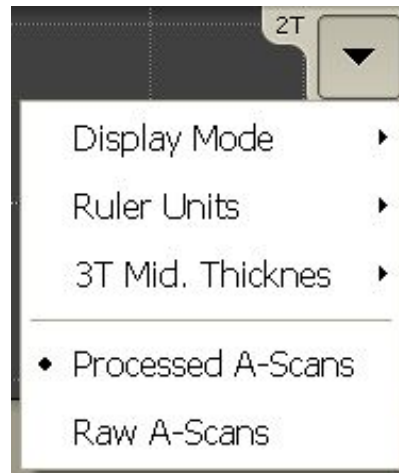 2T
Display Mode
Ruler Units
3T Mid. Thicknes
Processed A-Scans
Raw A-Scans